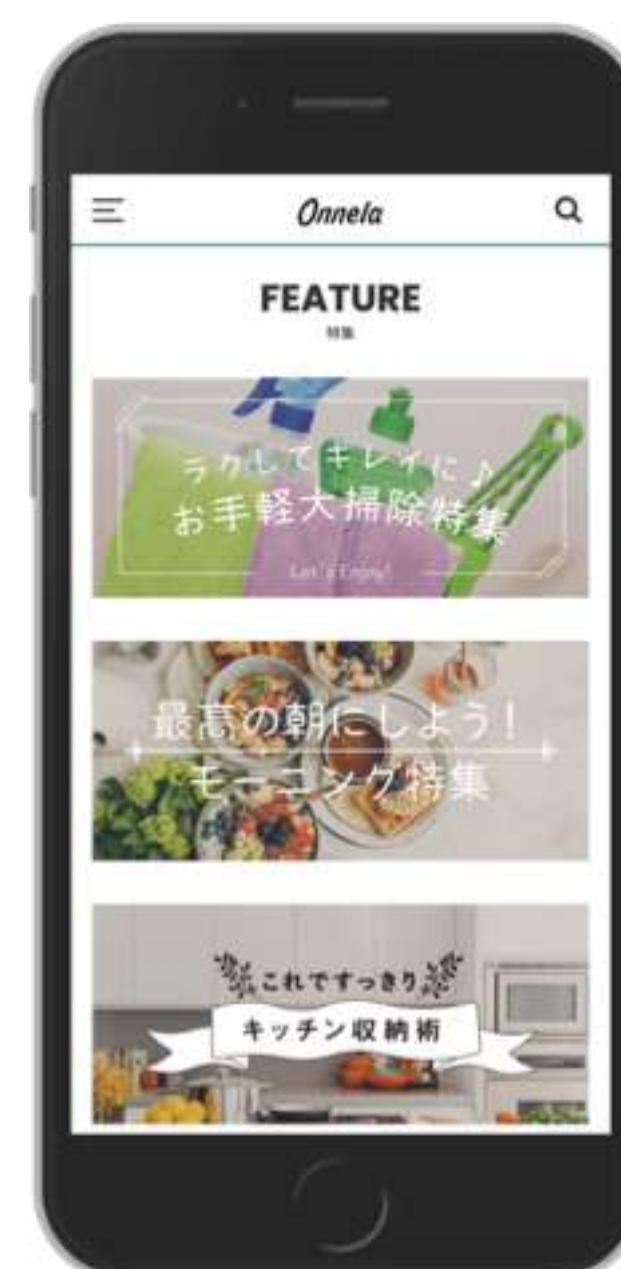 Onnela
FEATURE
特集
ラクしてキレイに♪
お手軽大掃除特集
Let's Enjoy!
最高の朝にしよう!
モーニング特集
これですっきり
キッチン収納術